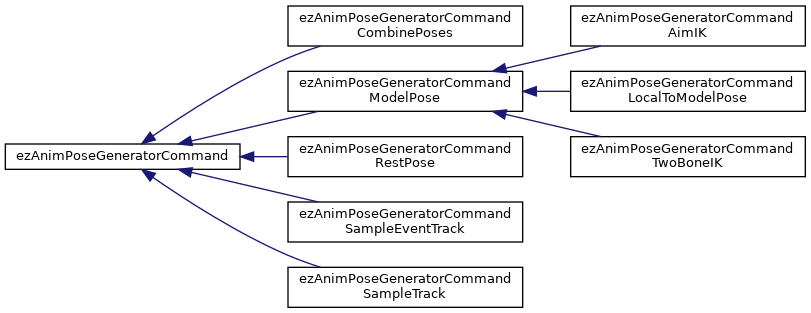 ezAnimPoseGeneratorCommand
ezAnimPoseGeneratorCommand
CombinePoses
ezAnimPoseGeneratorCommand
ModelPose
ezAnimPoseGeneratorCommand
RestPose
ezAnimPoseGeneratorCommand
SampleEventTrack
ezAnimPoseGeneratorCommand
SampleTrack
ezAnimPoseGeneratorCommand
AimIK
ezAnimPoseGeneratorCommand
LocalToModelPose
ezAnimPoseGeneratorCommand
TwoBoneIK